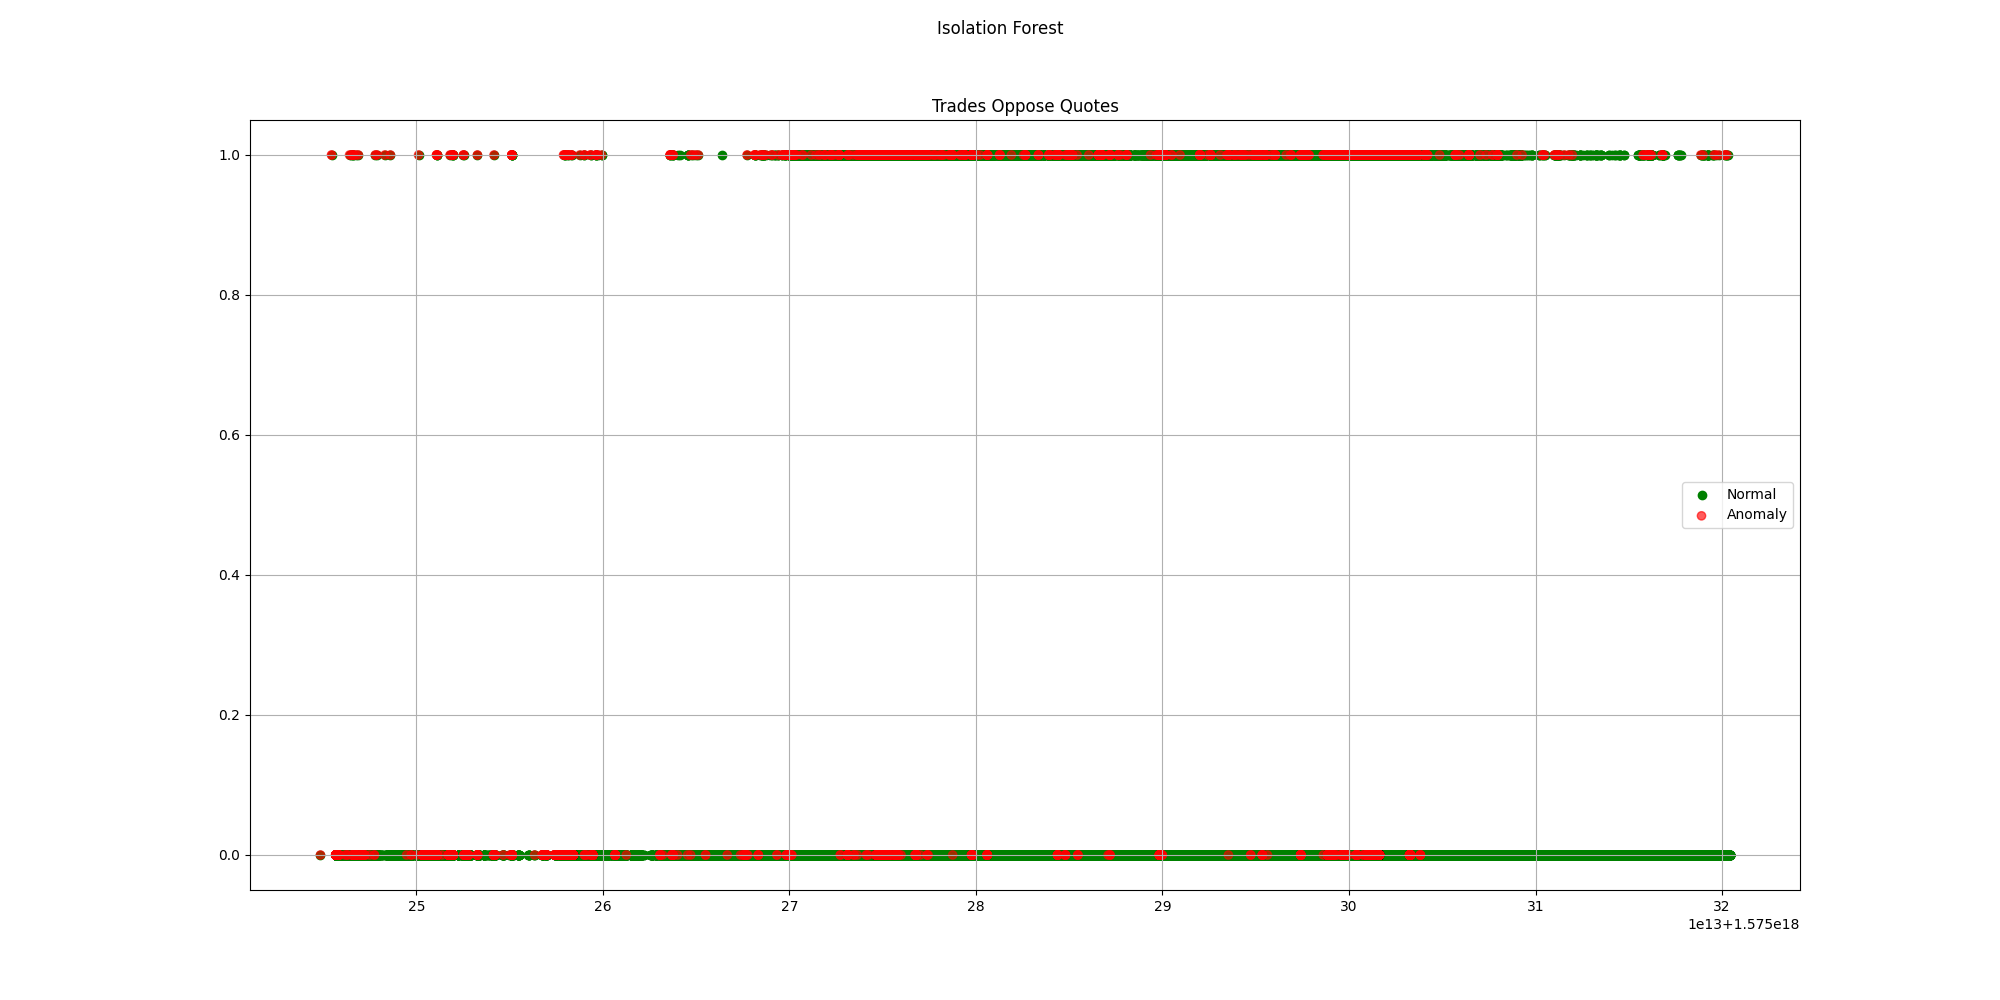 Isolation Forest
Trades Oppose Quotes
1.0
0.8
0.6
0.4
0.2
0.0
Normal
Anomaly
25 26 27 28 29 30 31 32
1e13+1.575e18